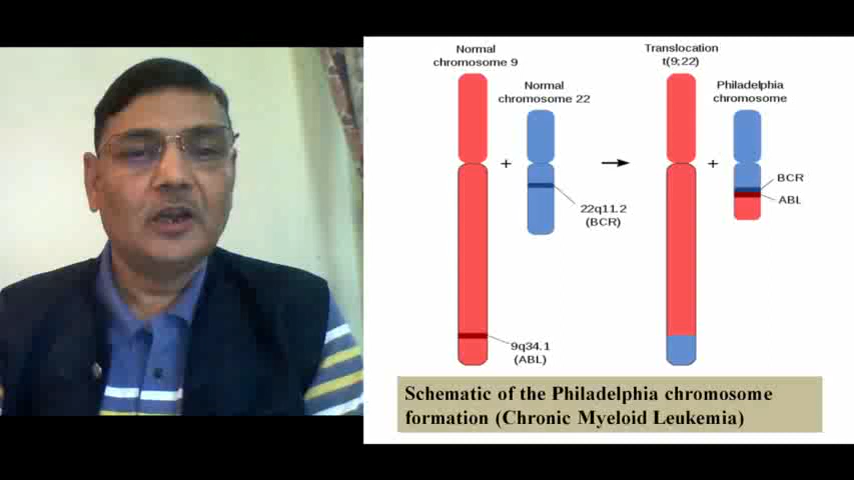 Normal
chromosome 9
Normal
chromosome 22
Translocation
t(9;22)
Philadelphia
chromosome
+
+
BCR
ABL
22q11.2
(BCR)
9q34.1
(ABL)
Schematic of the Philadelphia chromosome
formation (Chronic Myeloid Leukemia)